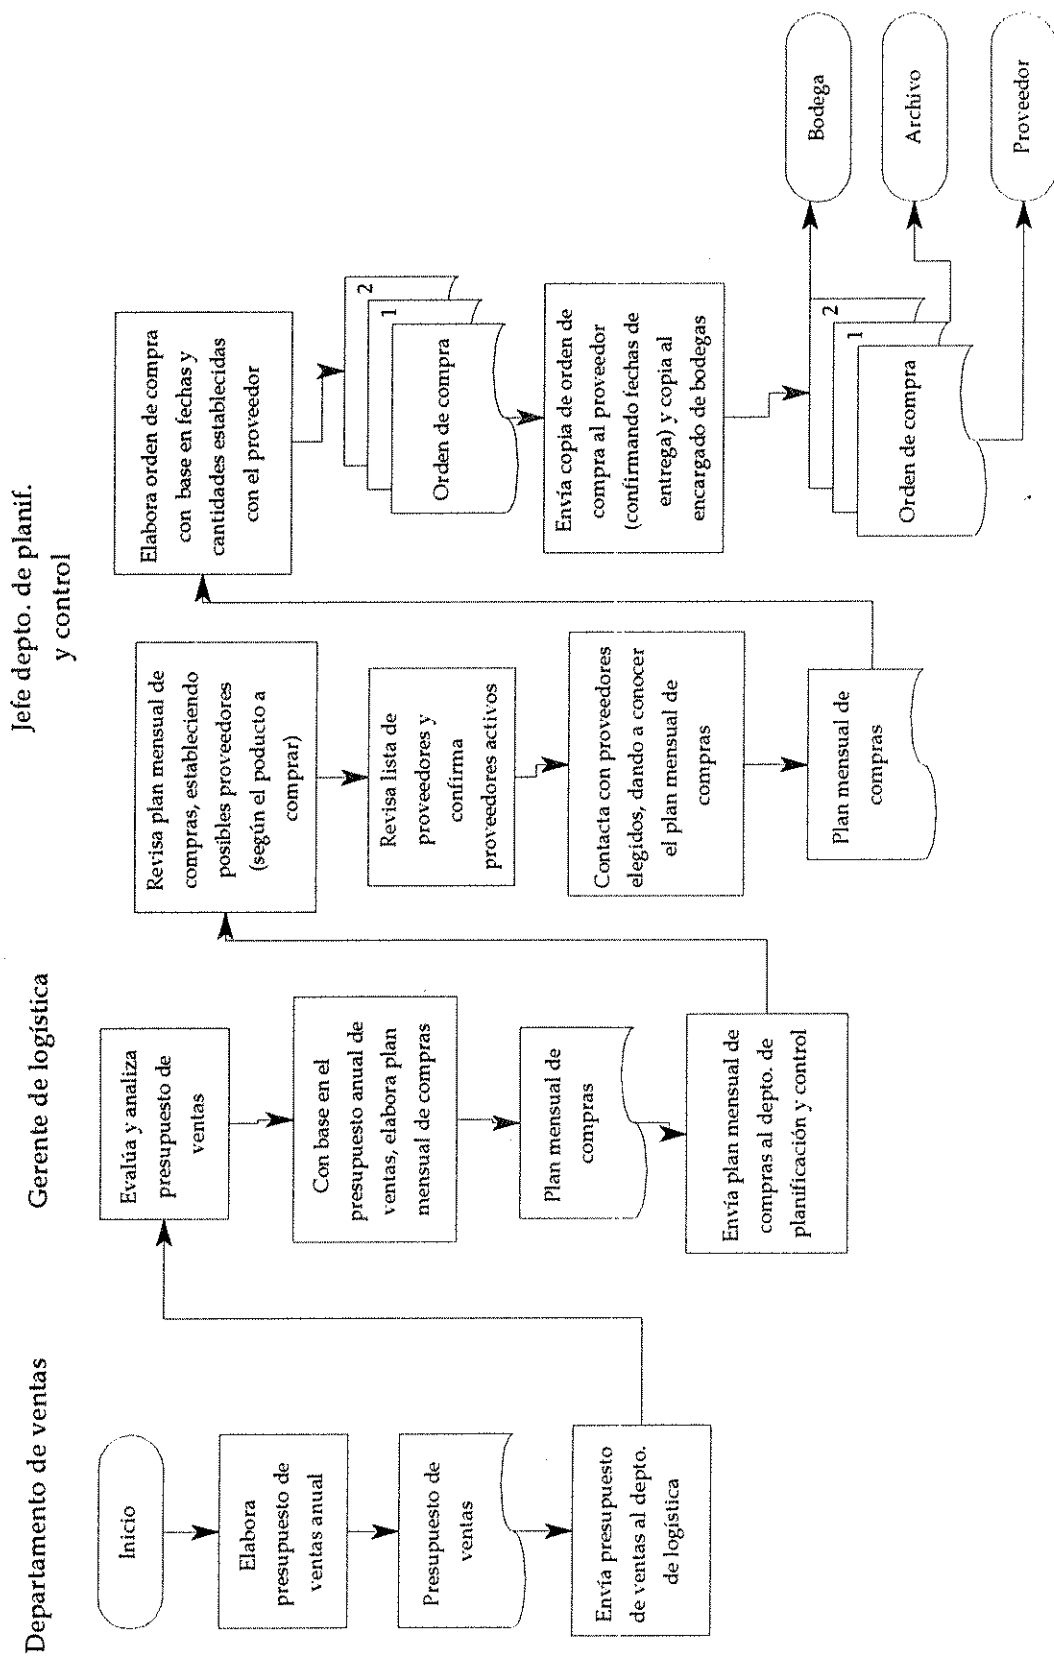 Departamento de ventas
Inicio
Elabora
presupuesto de
ventas anual
Presupuesto de
ventas
Envía presupuesto
de ventas al depto.
de logística
Gerente de logística
Evalúa y analiza
presupuesto de
ventas
Con base en el
presupuesto anual de
ventas, elabora plan
mensual de compras
Plan mensual de
compras
Envía plan mensual de
compras al depto. de
planificación y control
Jefe depto. de planif.
y control
Revisa plan mensual de
compras, estableciendo
posibles proveedores
(según el poducto a
comprar)
Revisa lista de
proveedores y
confirma
proveedores activos
Contacta con proveedores
elegidos, dando a conocer
el plan mensual de
compras
Plan mensual de
compras
Elabora orden de compra
con base en fechas y
cantidades establecidas
con el proveedor
2
1
Orden de compra
Envía copia de orden de
compra al proveedor
(confirmando fechas de
entrega) y copia al
encargado de bodegas
2
1
Orden de compra
Bodega
Archivo
Proveedor